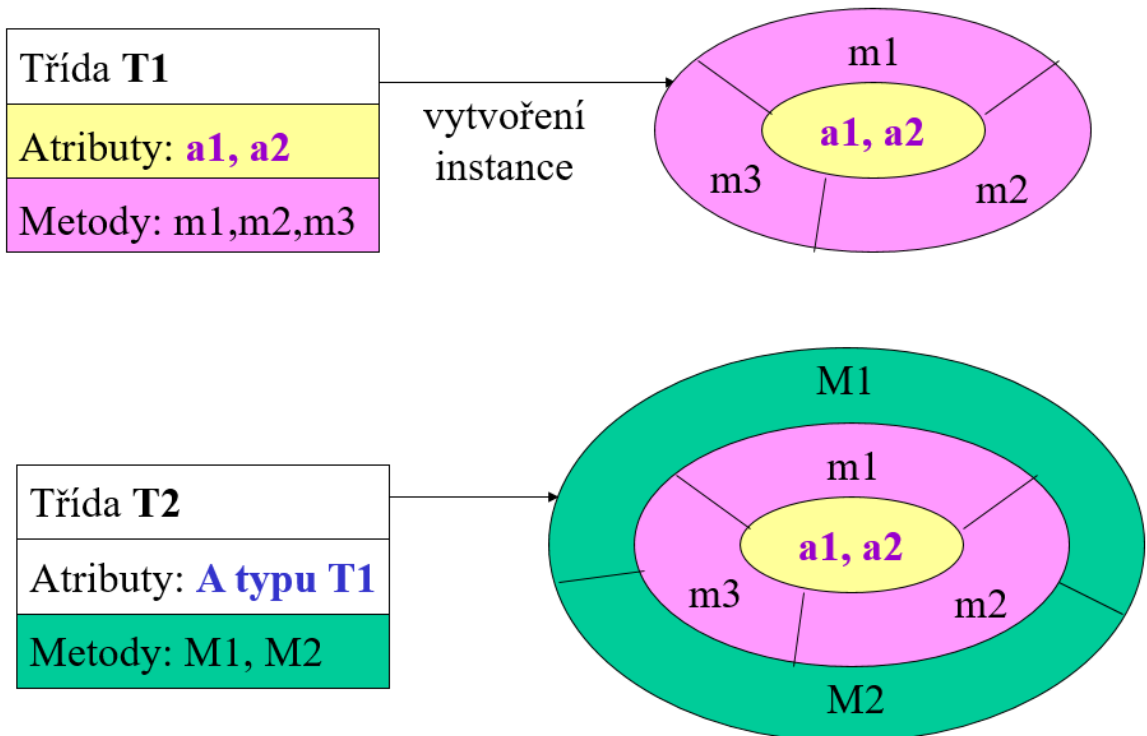 Třída T1
Atributy: a1, a2
Metody: m1,m2,m3
vytvoření
instance
m1
a1, a2
m3
m2
Třída T2
Atributy: A typu T1
Metody: M1, M2
M1
m1
a1, a2
m3
m2
M2